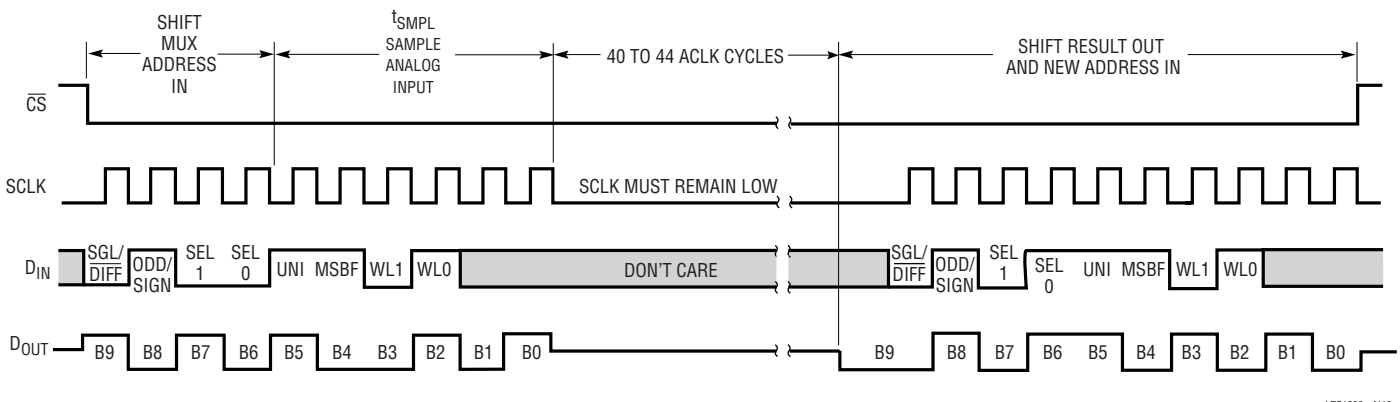 SHIFT
MUX
ADDRESS
IN
tSMPL
SAMPLE
ANALOG
INPUT
40 TO 44 ACLK CYCLES
SHIFT RESULT OUT
AND NEW ADDRESS IN
CS
SCLK
SCLK MUST REMAIN LOW
DIN
SGL/
DIFF
ODD/
SIGN
SEL
1
SEL
0
UNI
MSBF
WL1
WL0
DON'T CARE
SGL/
DIFF
ODD/
SIGN
SEL
1
SEL
0
UNI
MSBF
WL1
WL0
DOUT
B9
B8
B7
B6
B5
B4
B3
B2
B1
B0
B9
B8
B7
B6
B5
B4
B3
B2
B1
B0